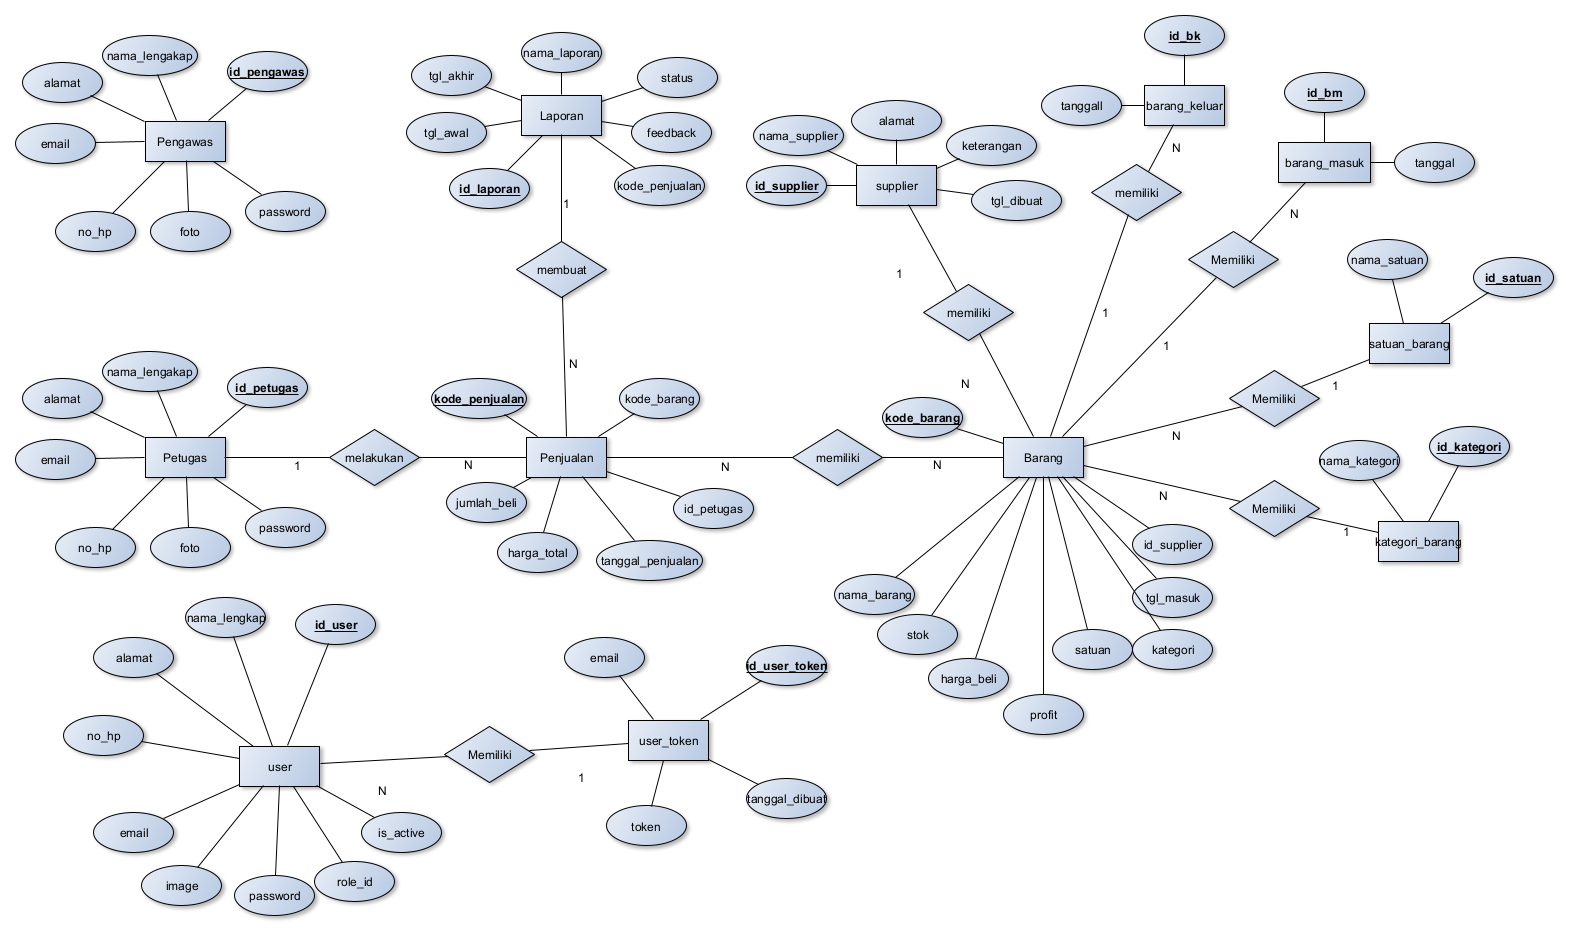 nama_lengakap
alamat
id_pengawas
email
Pengawas
no_hp
foto
password
nama_laporan
tgl_akhir
status
Laporan
tgl_awal
feedback
id_laporan
kode_penjualan
1
membuat
N
id_bk
tanggall
barang_keluar
N
memiliki
1
id_bm
barang_masuk
tanggal
N
Memiliki
1
alamat
nama_supplier
keterangan
id_supplier
supplier
tgl_dibuat
1
memiliki
N
nama_satuan
id_satuan
satuan_barang
1
Memiliki
N
nama_lengakap
alamat
id_petugas
email
Petugas
no_hp
foto
password
1
melakukan
N
kode_penjualan
kode_barang
Penjualan
jumlah_beli
id_petugas
harga_total
tanggal_penjualan
N
memiliki
N
kode_barang
Barang
id_supplier
nama_barang
tgl_masuk
stok
satuan
kategori
harga_beli
profit
N
Memiliki
1
nama_kategori
id_kategori
kategori_barang
nama_lengkap
id_user
alamat
no_hp
user
email
is_active
image
password
role_id
N
Memiliki
1
email
id_user_token
user_token
token
tanggal_dibuat